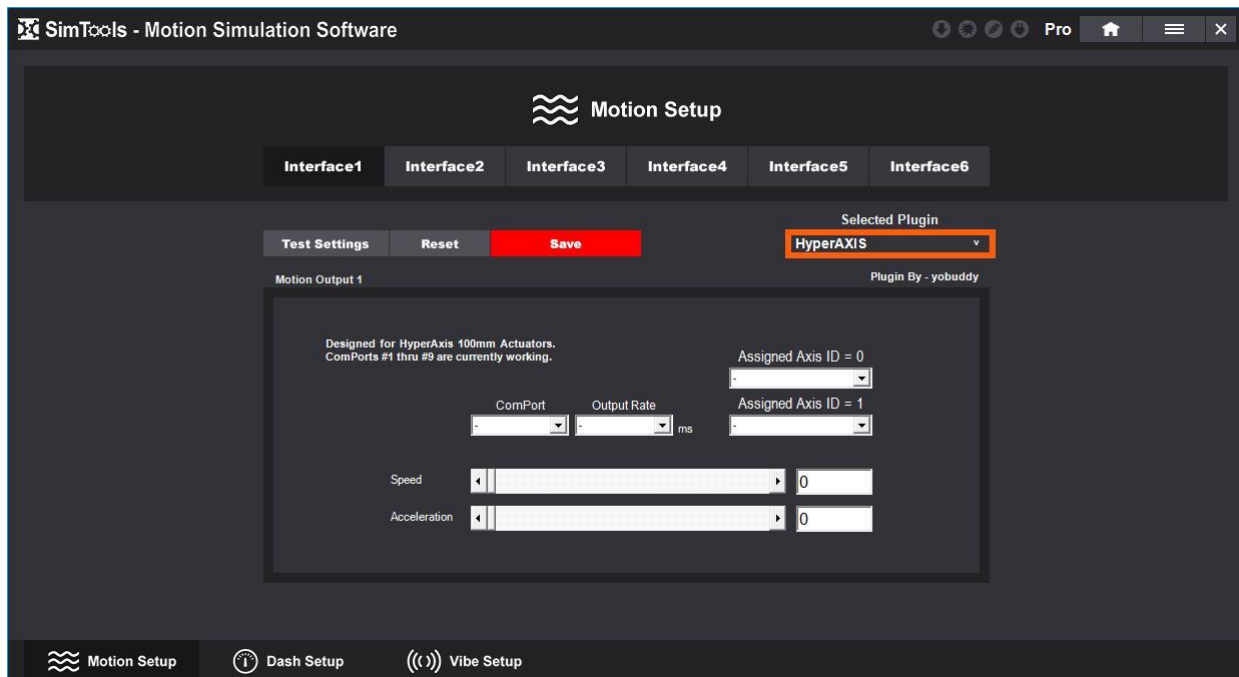 SimTools - Motion Simulation Software
Pro
Motion Setup
Interface1 Interface2 Interface3 Interface4 Interface5 Interface6
Selected Plugin
Test Settings Reset Save HyperAXIS
Motion Output 1 Plugin By - yobuddy
Designed for HyperAxis 100mm Actuators.
ComPorts #1 thru #9 are currently working.
Assigned Axis ID = 0
-
ComPort Output Rate Assigned Axis ID = 1
- - ms -
Speed 0
Acceleration 0
Motion Setup Dash Setup Vibe Setup